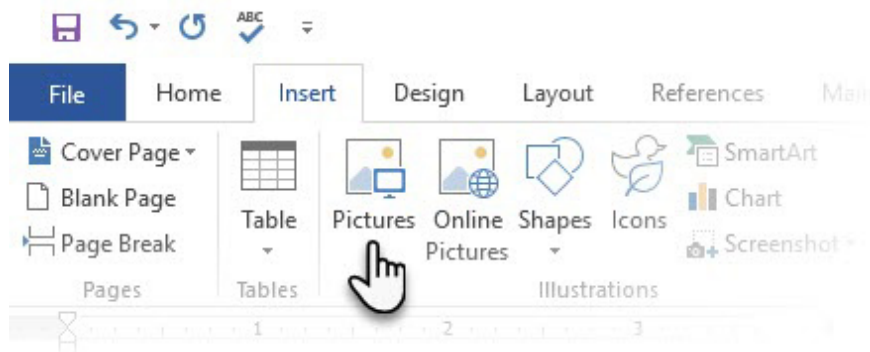 ABC
File Home Insert Design Layout References
Cover Page
Blank Page
Page Break
Table
Pictures
Online Pictures
Shapes
Icons
SmartArt
Chart
Screenshot
Pages Tables Illustrations
1 2 3